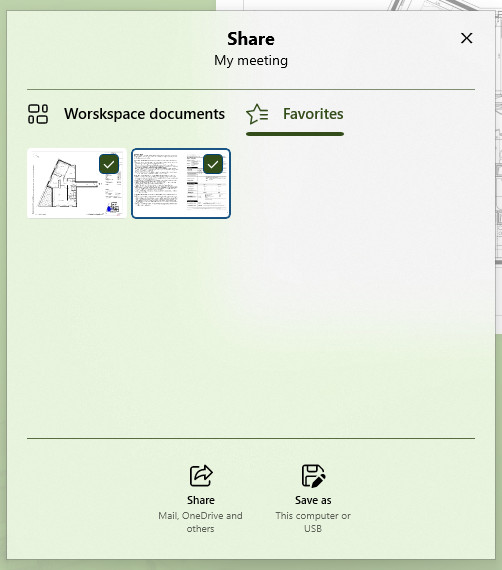 Share
My meeting
Worskspace documents
Favorites
Share
Mail, OneDrive and
others
Save as
This computer or
USB